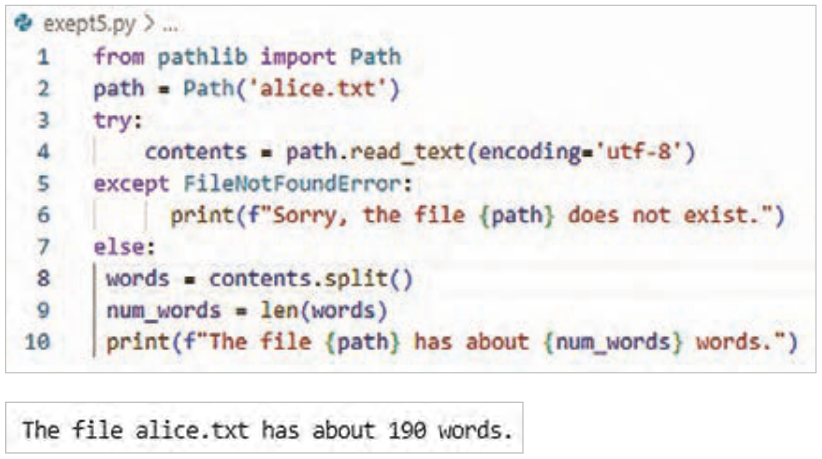 exept5.py > ...
1 from pathlib import Path
2 path = Path('alice.txt')
3 try:
4     contents = path.read_text(encoding='utf-8')
5 except FileNotFoundError:
6       print(f"Sorry, the file {path} does not exist.")
7 else:
8  words = contents.split()
9  num_words = len(words)
10  print(f"The file {path} has about {num_words} words.")
The file alice.txt has about 190 words.